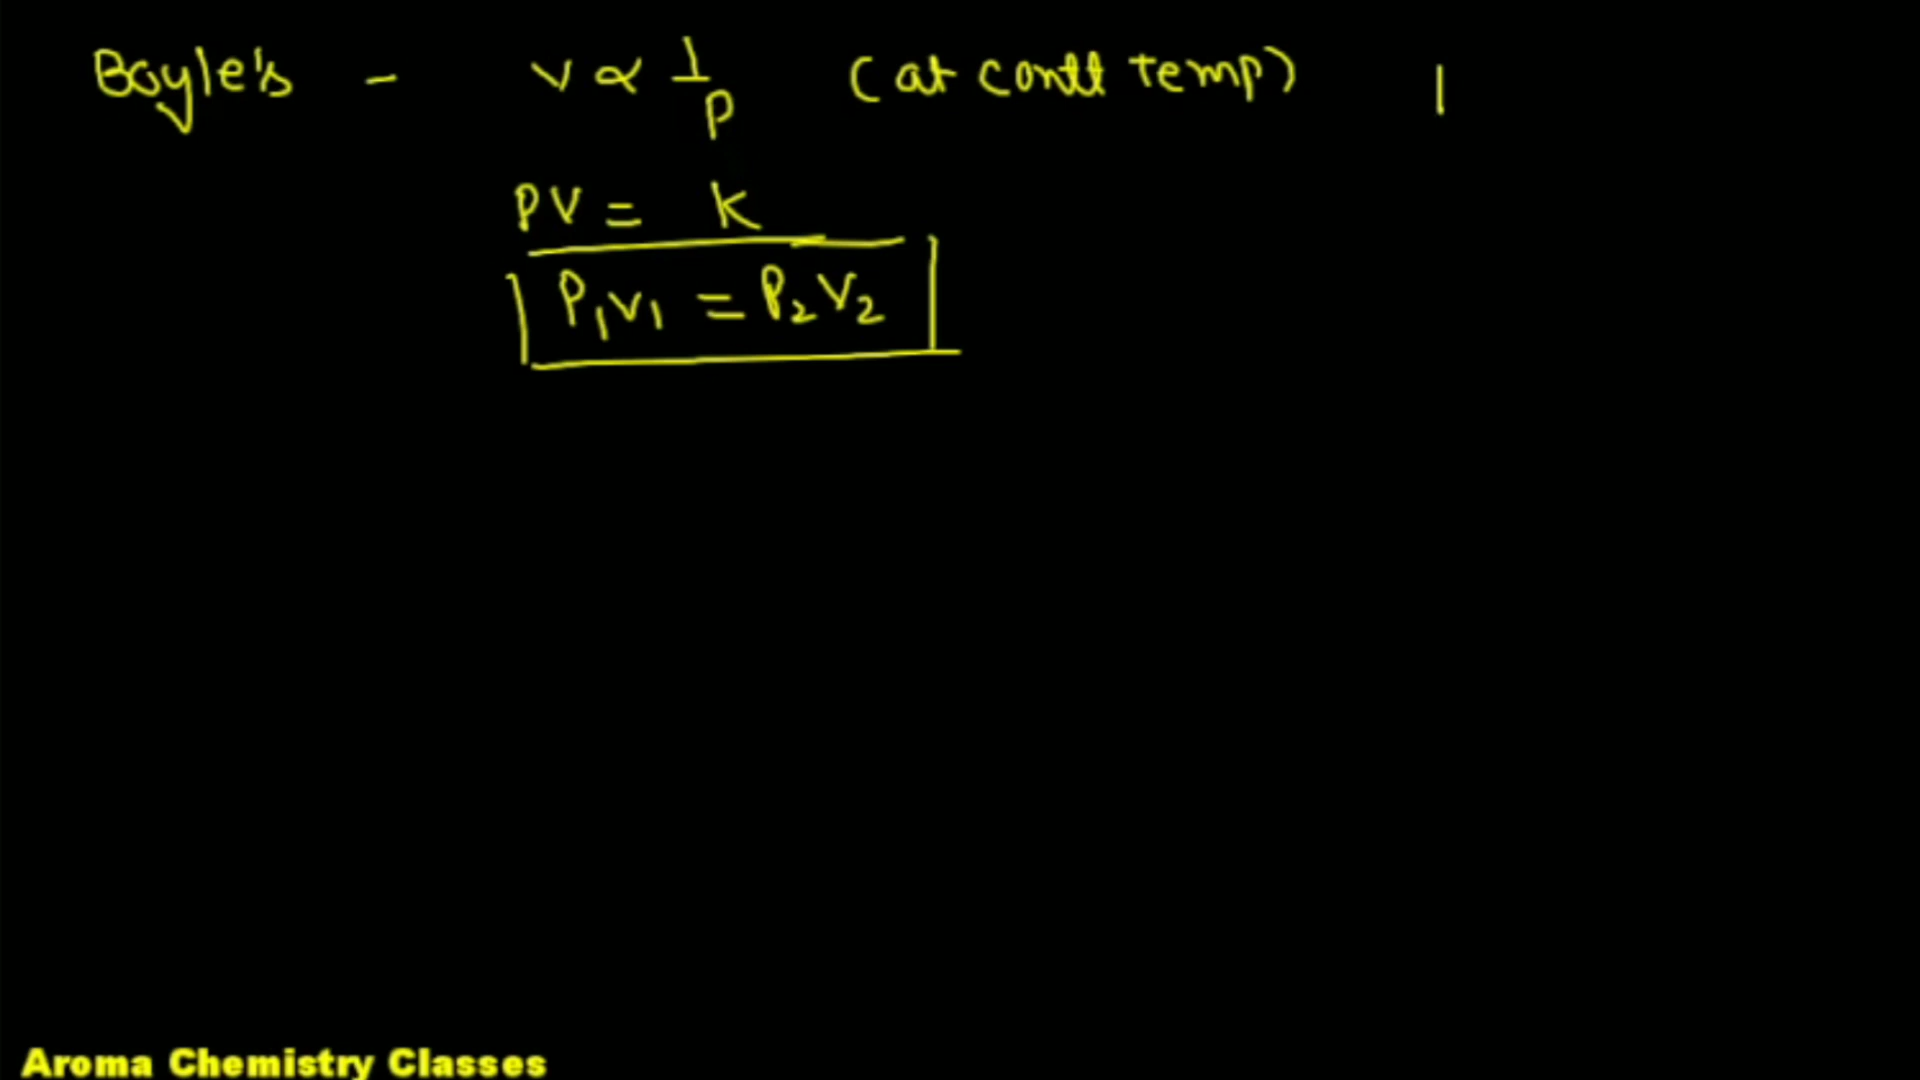 Boyle's - V ∝ 1/P (at contt temp) |
PV = K
P₁V₁ = P₂V₂
Aroma Chemistry Classes